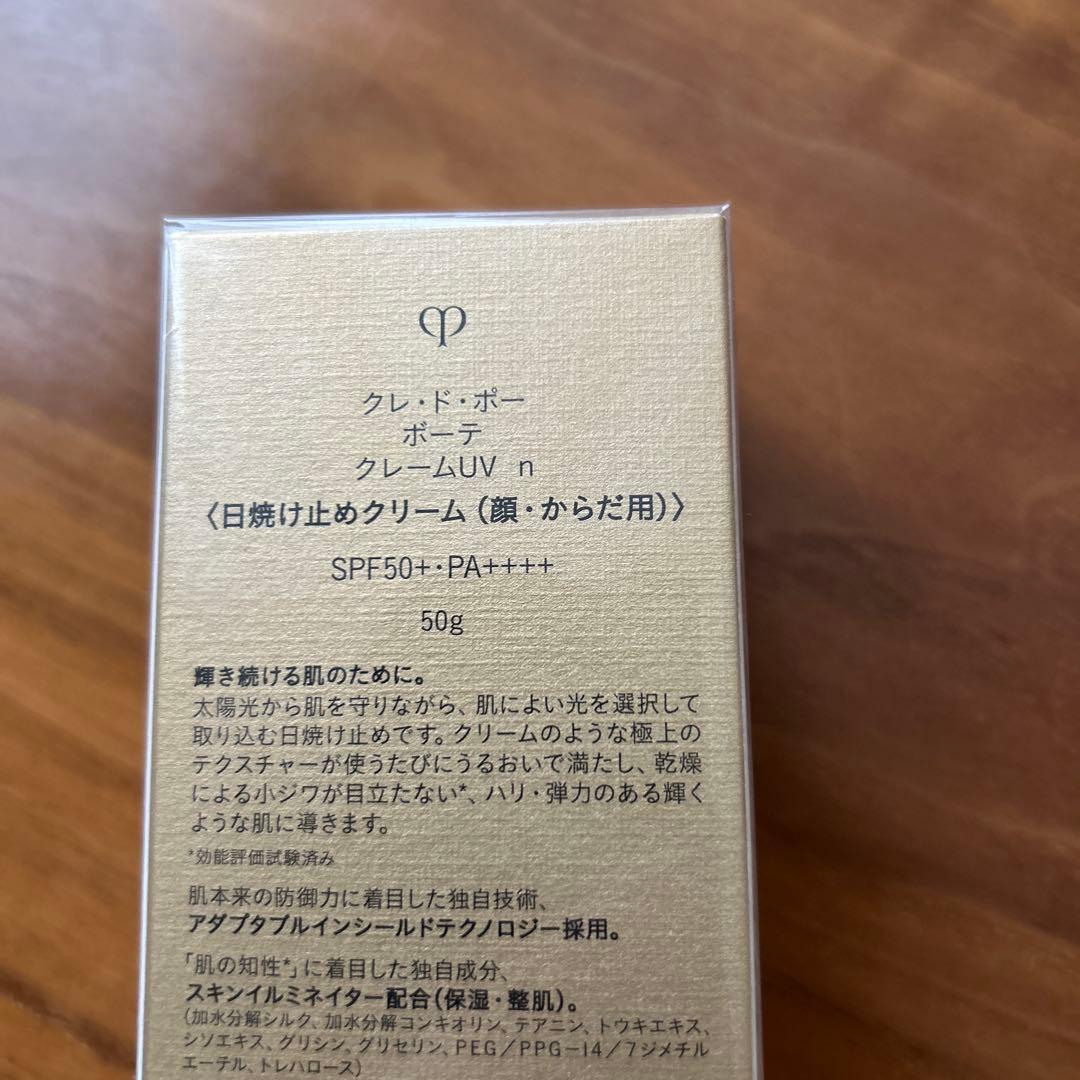 クレ・ド・ポー
ボーテ
クレームUV n
〈日焼け止めクリーム（顔・からだ用）〉
SPF50+・PA++++
50g
輝き続ける肌のために。
太陽光から肌を守りながら、肌によい光を選択して
取り込む日焼け止めです。クリームのような極上の
テクスチャーが使うたびにうるおいで満たし、乾燥
による小ジワが目立たない*、ハリ・弾力のある輝く
ような肌に導きます。
*効能評価試験済み
肌本来の防御力に着目した独自技術、
アダプタブルインシールドテクノロジー採用。
「肌の知性*」に着目した独自成分、
スキンイルミネイター配合（保湿・整肌）。
（加水分解シルク、加水分解コンキオリン、テアニン、トウキエキス、
シソエキス、グリシン、グリセリン、PEG／PPG－14／7ジメチル
エーテル、トレハロース）